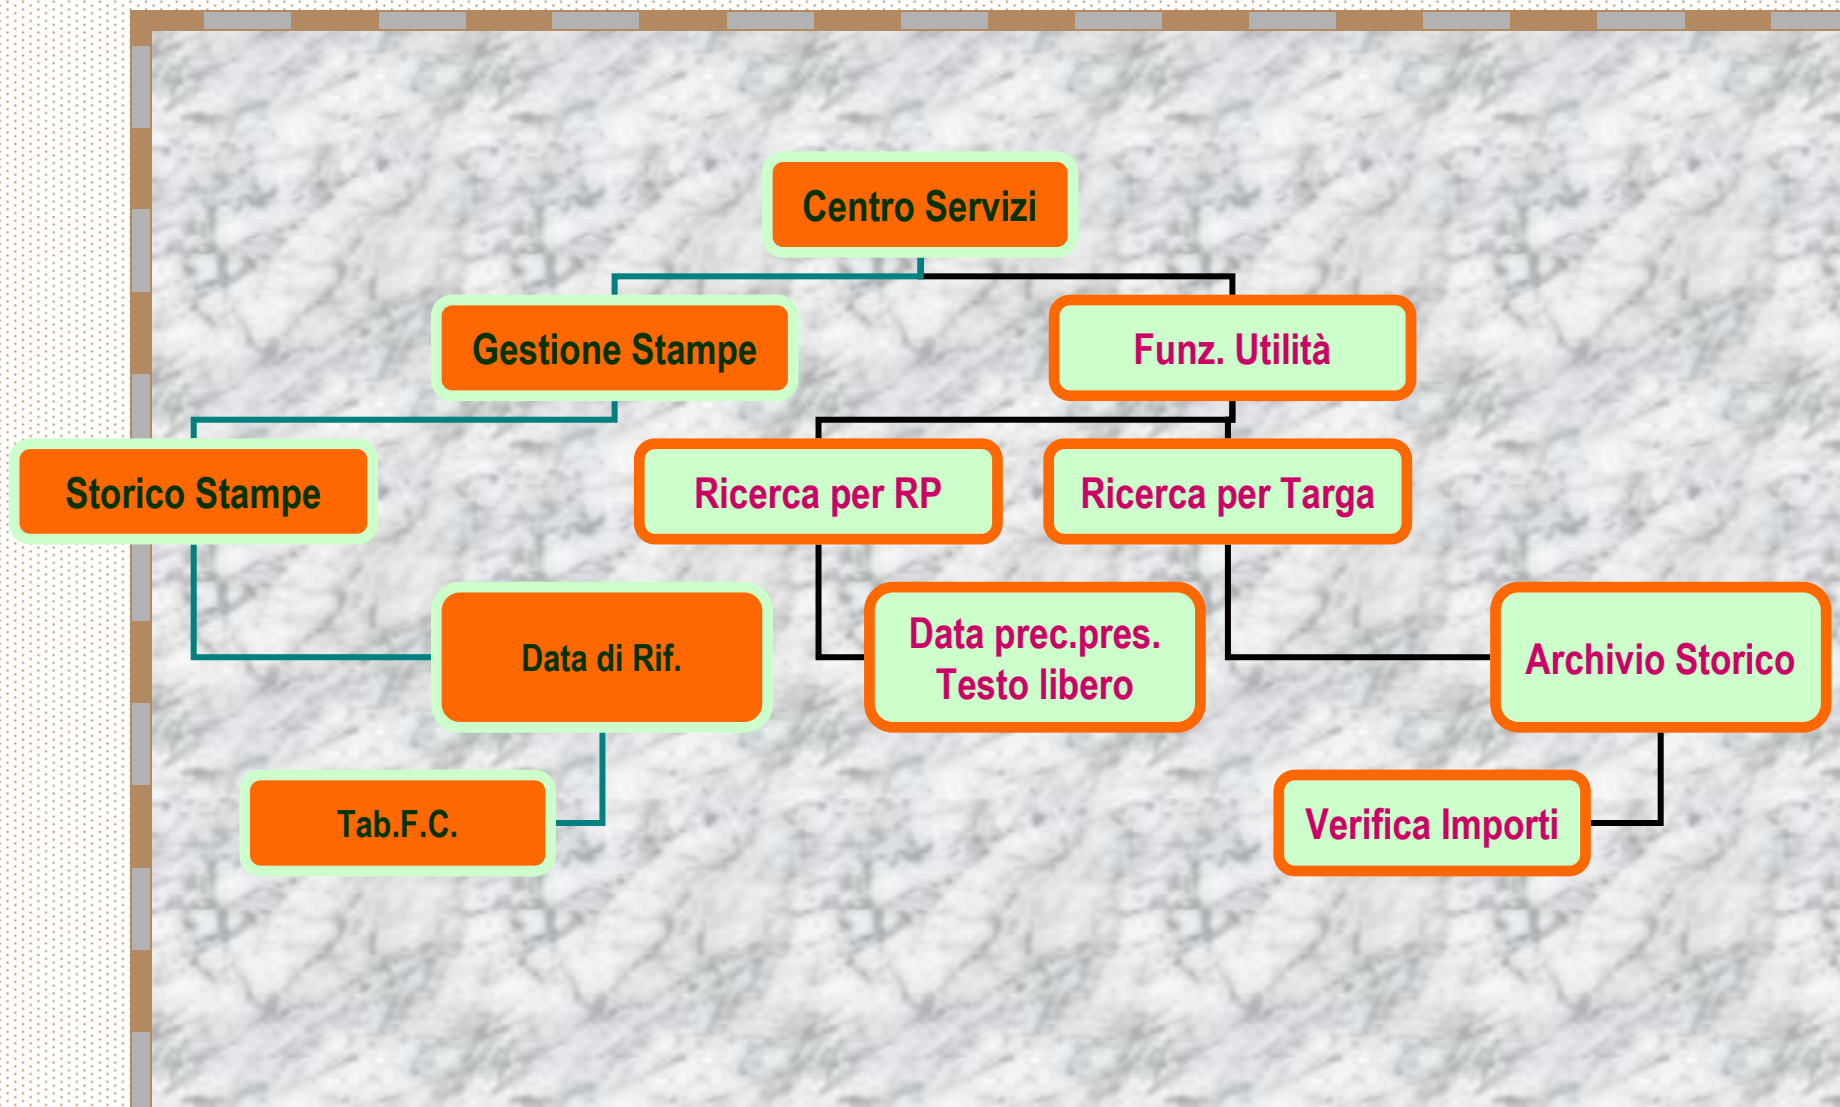 Centro Servizi
Gestione Stampe
Funz. Utilità
Storico Stampe
Ricerca per RP
Ricerca per Targa
Data di Rif.
Data prec.pres.
Testo libero
Archivio Storico
Tab.F.C.
Verifica Importi